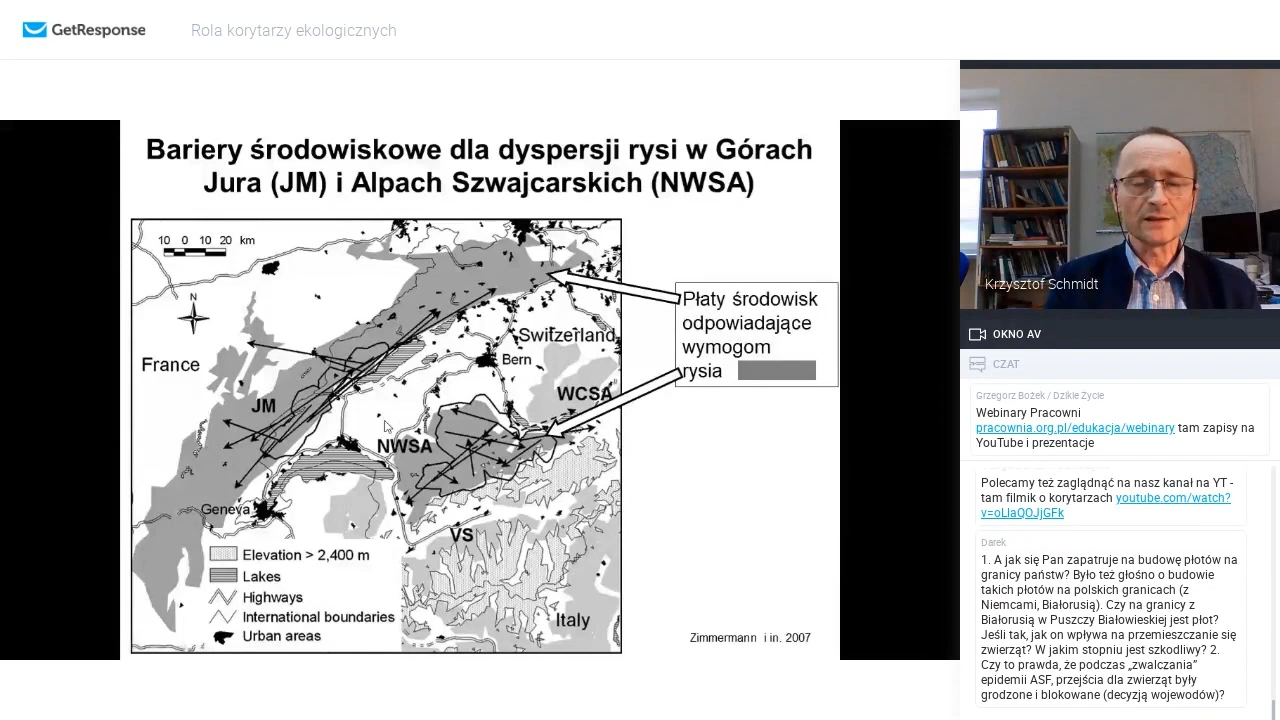 GetResponse
Rola korytarzy ekologicznych
Bariery środowiskowe dla dyspersji rysi w Górach
Jura (JM) i Alpach Szwajcarskich (NWSA)
10 0 10 20 km
N
France
Switzerland
Bern
JM
WCSA
NWSA
Geneva
VS
Italy
Elevation > 2,400 m
Lakes
Highways
International boundaries
Urban areas
Płaty środowisk
odpowiadające
wymogom
rysia
Zimmermann i in. 2007
Krzysztof Schmidt
OKNO AV
CZAT
Grzegorz Bożek / Dzikie Życie
Webinary Pracowni
pracownia.org.pl/edukacja/webinary tam zapisy na
YouTube i prezentacje
Polecamy też zaglądnąć na nasz kanał na YT -
tam filmik o korytarzach youtube.com/watch?
v=oLlaQOJjGFk
Darek
1. A jak się Pan zapatruje na budowę płotów na
granicy państw? Było też głośno o budowie
takich płotów na polskich granicach (z
Niemcami, Białorusią). Czy na granicy z
Białorusią w Puszczy Białowieskiej jest płot?
Jeśli tak, jak on wpływa na przemieszczanie się
zwierząt? W jakim stopniu jest szkodliwy? 2.
Czy to prawda, że podczas „zwalczania”
epidemii ASF, przejścia dla zwierząt były
grodzone i blokowane (decyzją wojewodów)?